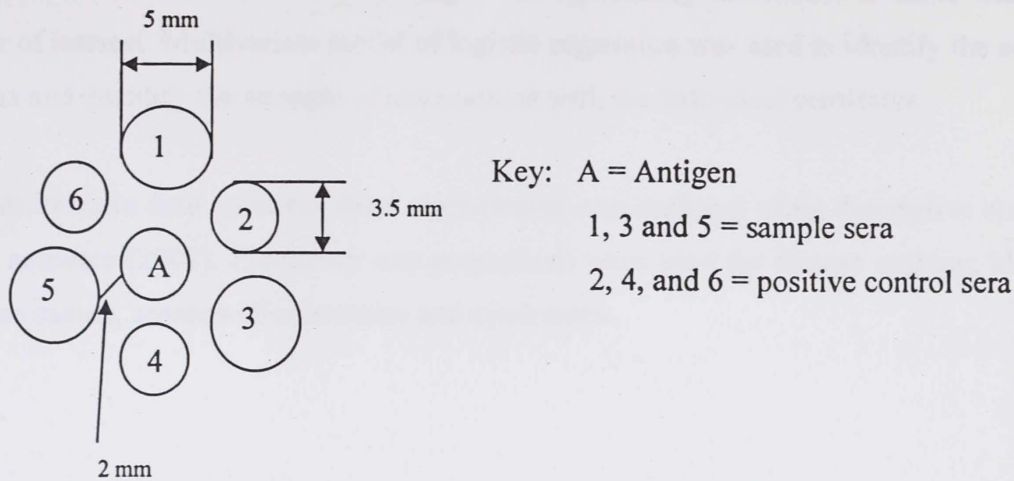 5 mm
1
6
2
3.5 mm
A
5
3
4
2 mm
Key: A = Antigen
1, 3 and 5 = sample sera
2, 4, and 6 = positive control sera